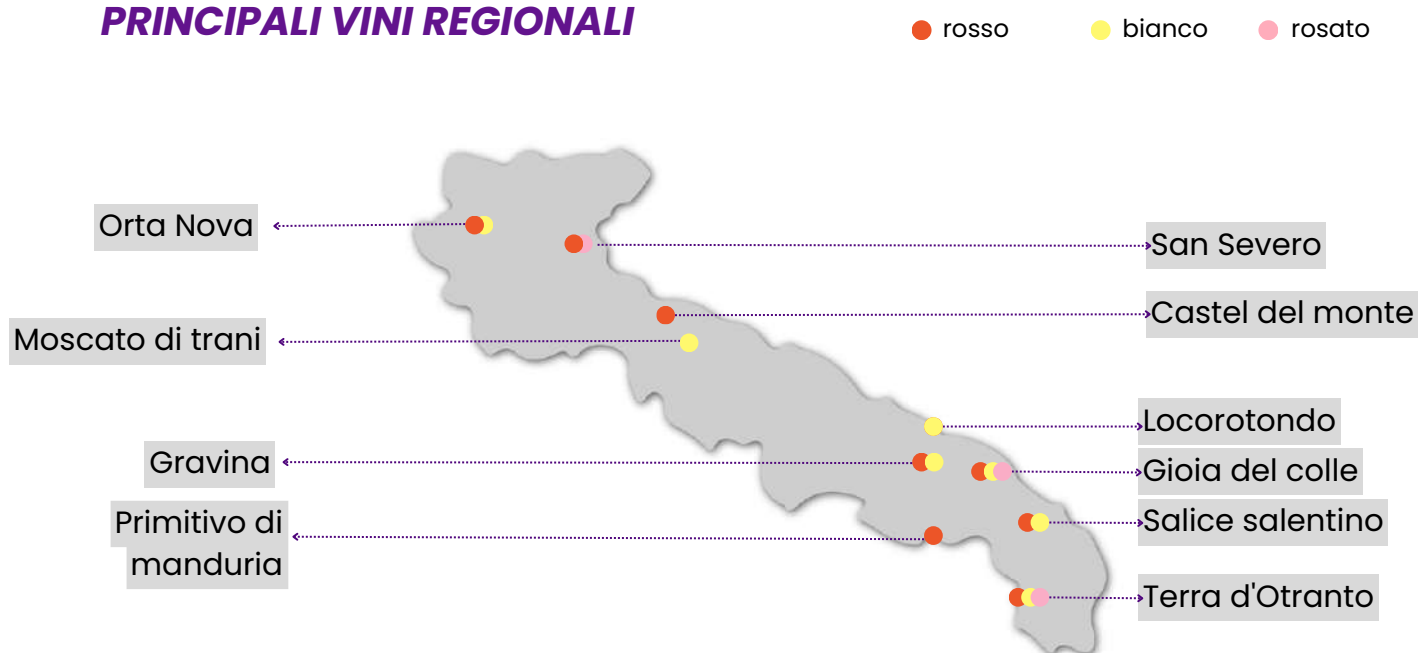 PRINCIPALI VINI REGIONALI
rosso
bianco
rosato
Orta Nova
San Severo
Castel del monte
Moscato di trani
Locorotondo
Gravina
Gioia del colle
Primitivo di
manduria
Salice salentino
Terra d'Otranto